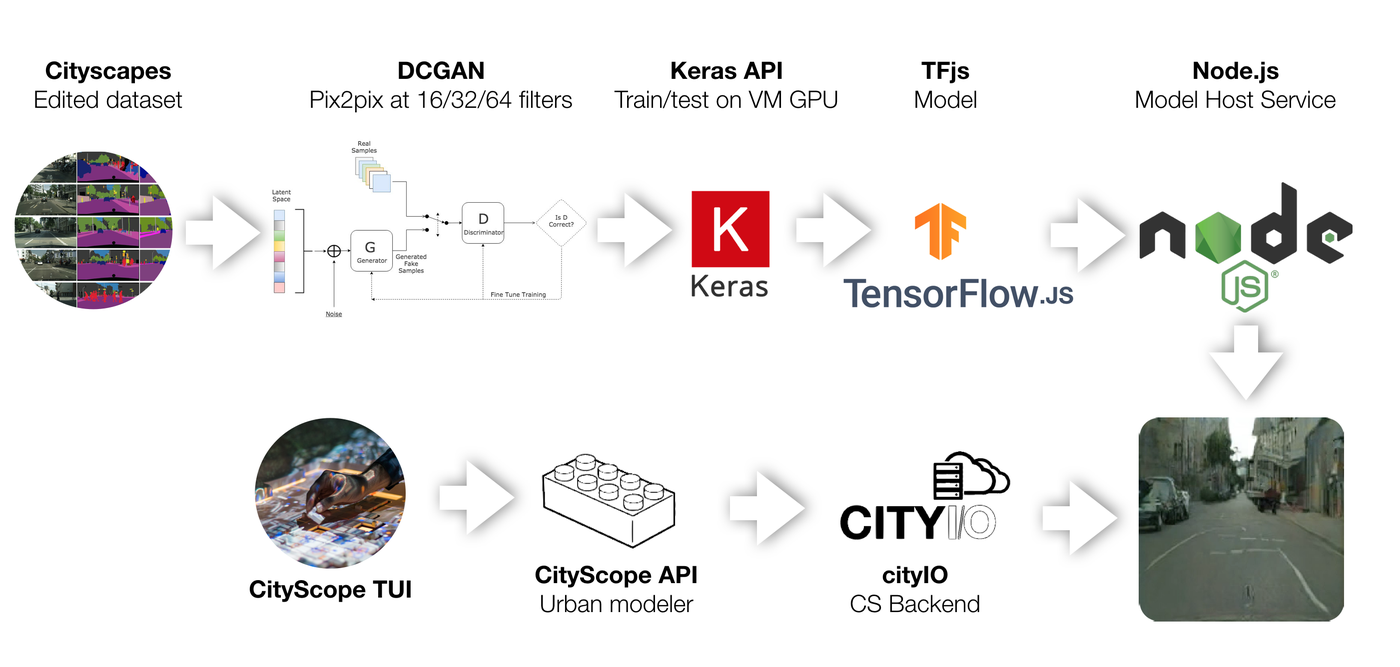 Cityscapes
Edited dataset
DCGAN
Pix2pix at 16/32/64 filters
Keras API
Train/test on VM GPU
TFjs
Model
Node.js
Model Host Service
Real
Samples
Latent
Space
D
Discriminator
Is D
Correct?
G
Generator
Generated
Fake
Samples
Fine Tune Training
Noise
K
Keras
TF
TensorFlow.JS
node
JS®
CITYI/O
CityScope TUI
CityScope API
Urban modeler
cityIO
CS Backend